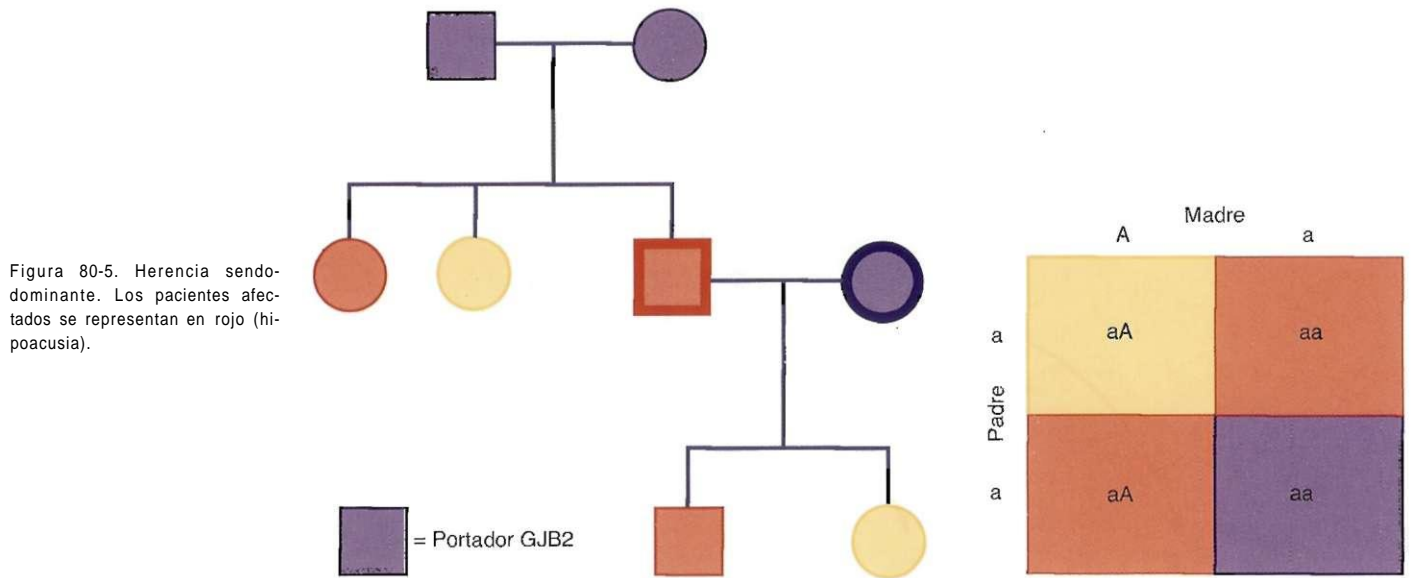 Figura 80-5. Herencia sendo-
dominante. Los pacientes afec-
tados se representan en rojo (hi-
poacusia).
= Portador GJB2
Madre
A a
a aA aa
Padre
a aA aa